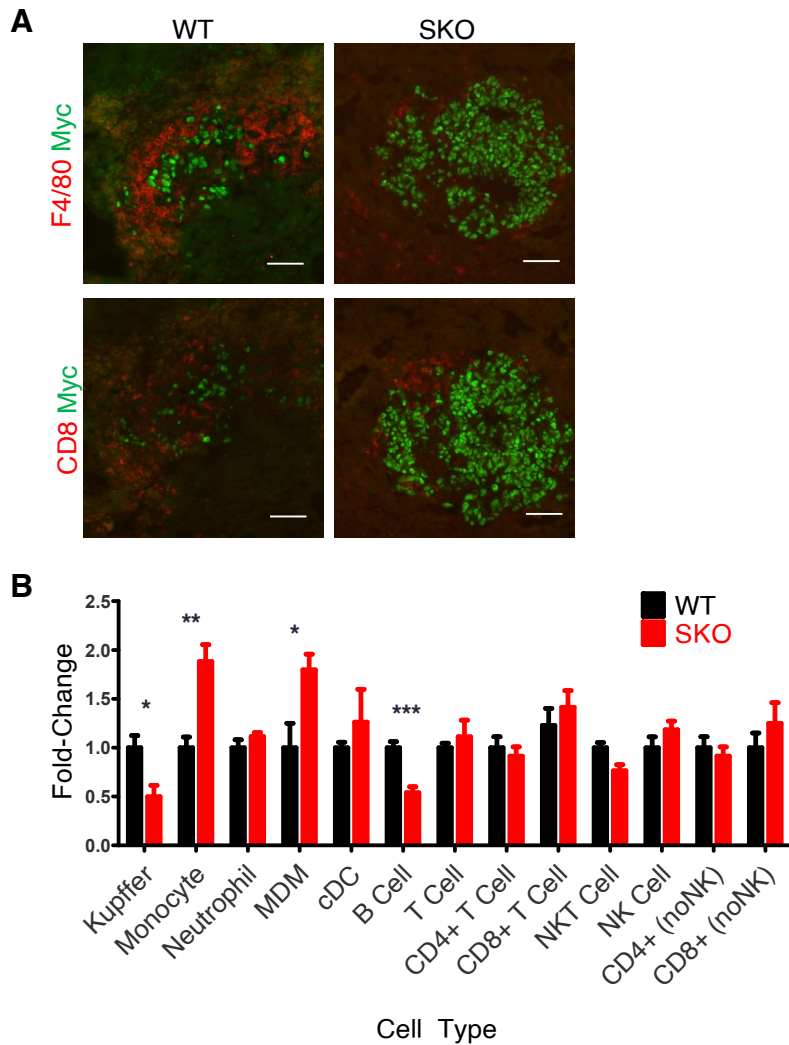 A
WT
SKO
F4/80 Myc
CD8 Myc
B
WT
SKO
Fold-Change
2.5
2.0
1.5
1.0
0.5
0.0
*
**
*
***
Kupffer
Monocyte
Neutrophil
MDM
cDC
B Cell
T Cell
CD4+ T Cell
CD8+ T Cell
NKT Cell
NK Cell
CD4+ (noNK)
CD8+ (noNK)
Cell Type